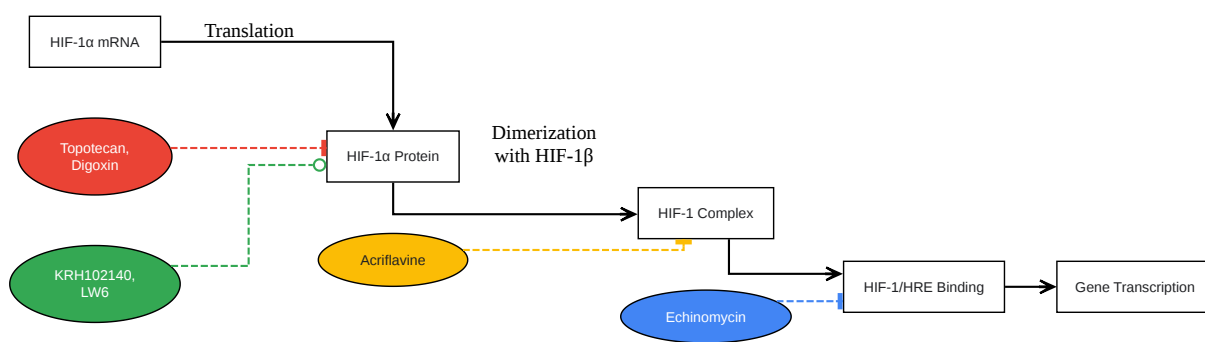 HIF-1α mRNA
Translation
Topotecan,
Digoxin
HIF-1α Protein
Dimerization
with HIF-1β
HIF-1 Complex
KRH102140,
LW6
Acriflavine
Echinomycin
HIF-1/HRE Binding
Gene Transcription